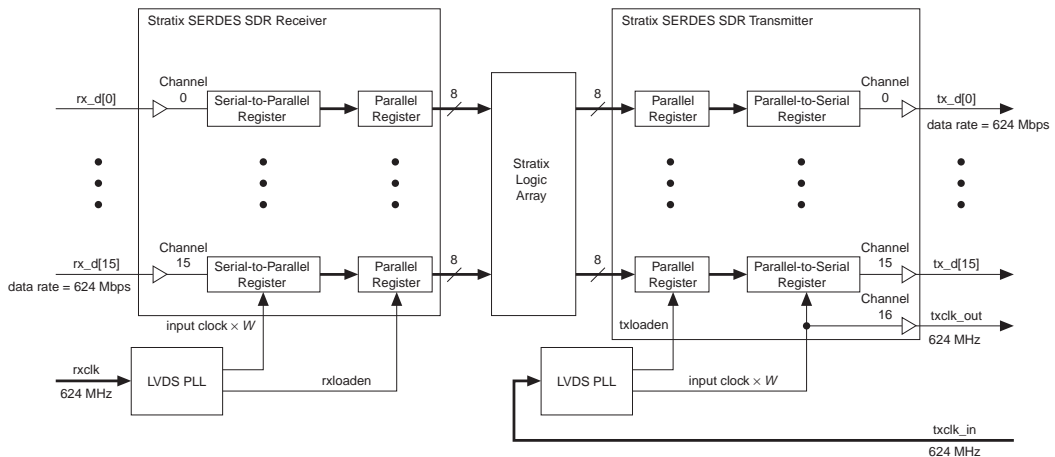 Stratix SERDES SDR Receiver
Stratix SERDES SDR Transmitter
Channel
0
rx_d[0]
Serial-to-Parallel
Register
Parallel
Register
8
8
Parallel
Register
Parallel-to-Serial
Register
Channel
0
tx_d[0]
data rate = 624 Mbps
Stratix
Logic
Array
Channel
15
rx_d[15]
data rate = 624 Mbps
Serial-to-Parallel
Register
Parallel
Register
8
8
Parallel
Register
Parallel-to-Serial
Register
Channel
15
tx_d[15]
Channel
16
txclk_out
624 MHz
input clock × W
txloaden
rxclk
624 MHz
LVDS PLL
rxloaden
LVDS PLL
input clock × W
txclk_in
624 MHz